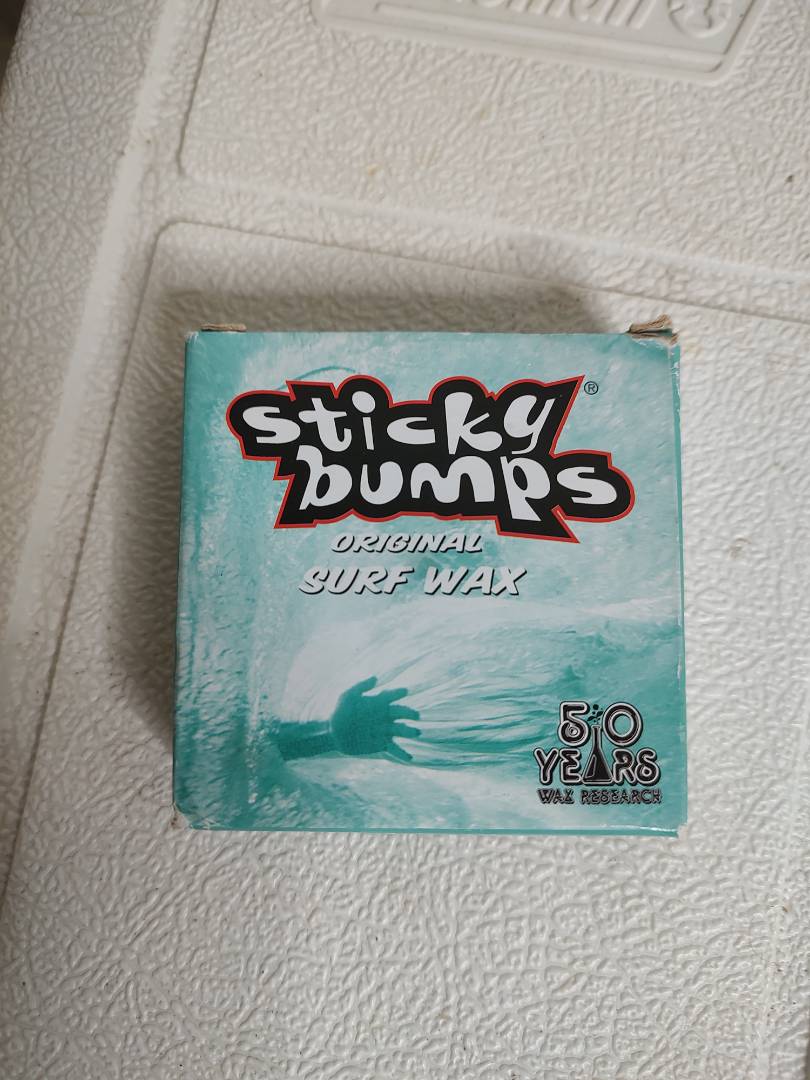 sticky
bumps®
ORIGINAL
SURF WAX
50
YEARS
WAX RESEARCH